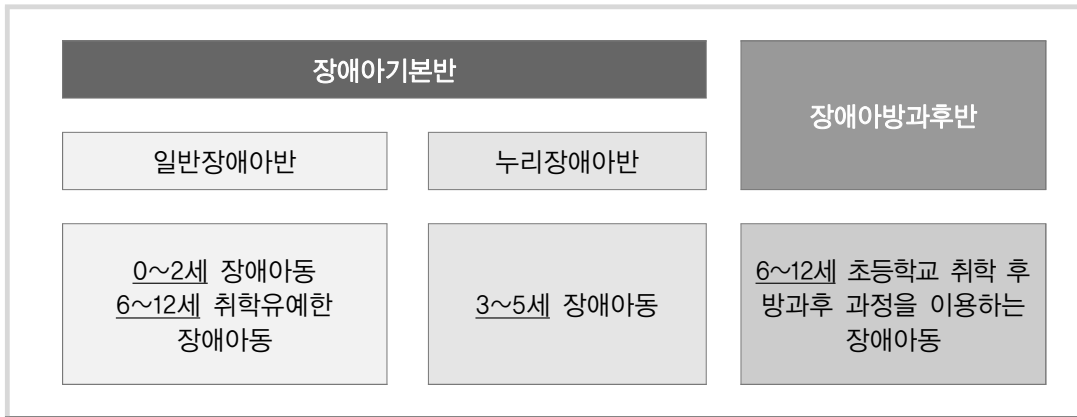 장애아기본반
장애아방과후반
일반장애아반
누리장애아반
0～2세 장애아동
6～12세 취학유예한
장애아동
3～5세 장애아동
6～12세 초등학교 취학 후
방과후 과정을 이용하는
장애아동